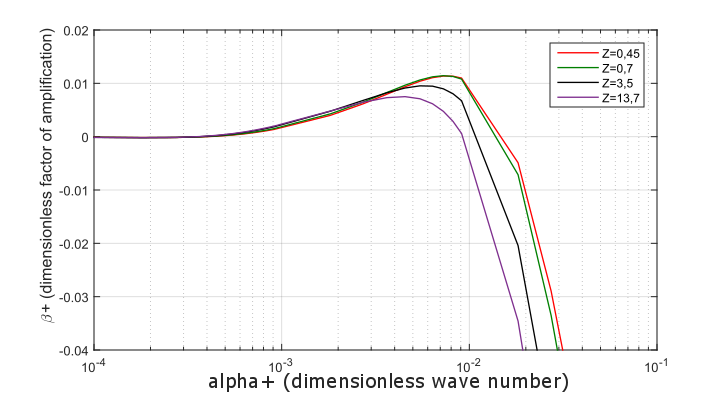 0.02
0.01
0
-0.01
-0.02
-0.03
-0.04
β+ (dimensionless factor of amplification)
Z=0,45
Z=0,7
Z=3,5
Z=13,7
10-4 10-3 10-2 10-1
alpha+ (dimensionless wave number)